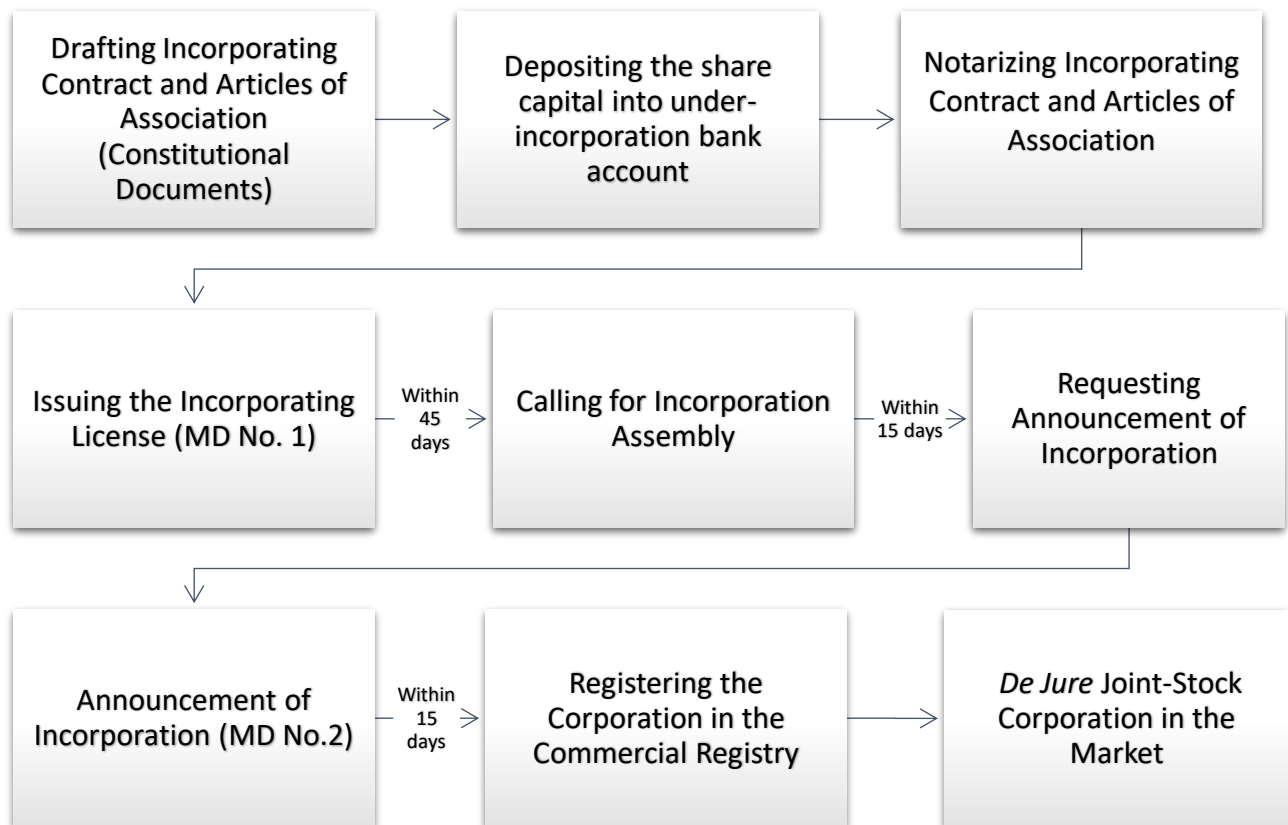 Drafting Incorporating
Contract and Articles of
Association
(Constitutional
Documents)
Depositing the share
capital into under-
incorporation bank
account
Notarizing Incorporating
Contract and Articles of
Association
Issuing the Incorporating
License (MD No. 1)
Within
45
days
Calling for Incorporation
Assembly
Within
15 days
Requesting
Announcement of
Incorporation
Announcement of
Incorporation (MD No.2)
Within
15
days
Registering the
Corporation in the
Commercial Registry
De Jure Joint-Stock
Corporation in the
Market